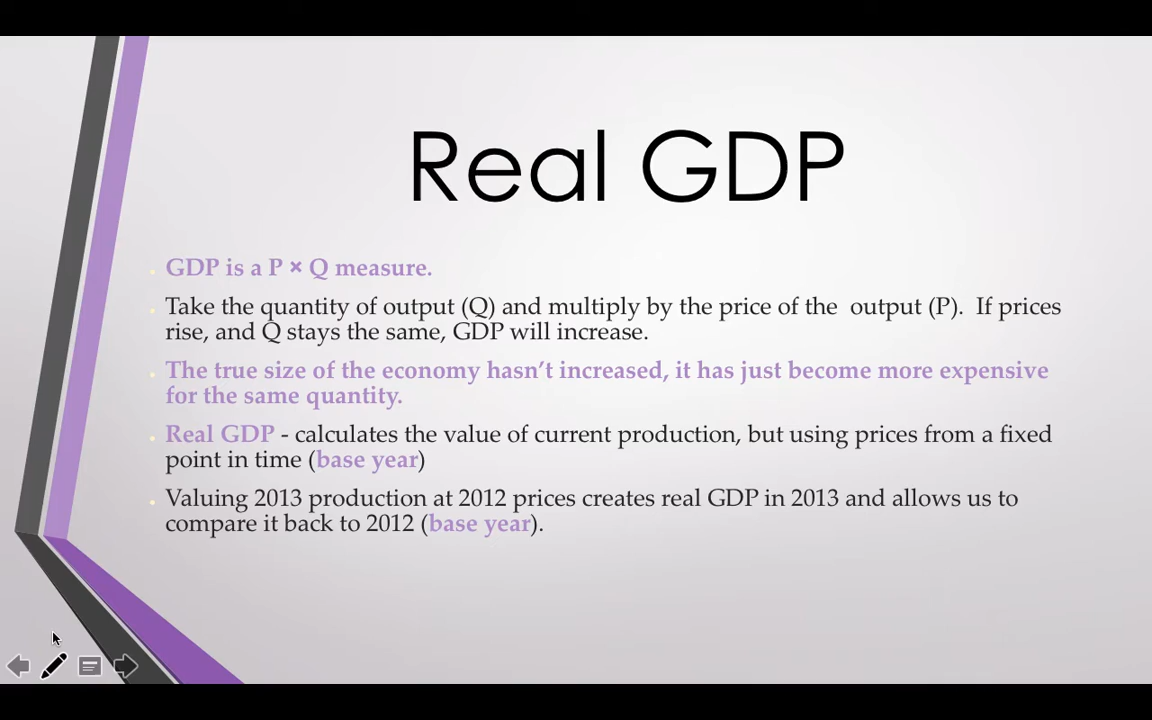 Real GDP
GDP is a P × Q measure.
Take the quantity of output (Q) and multiply by the price of the  output (P).  If prices
rise, and Q stays the same, GDP will increase.
The true size of the economy hasn’t increased, it has just become more expensive
for the same quantity.
Real GDP - calculates the value of current production, but using prices from a fixed
point in time (base year)
Valuing 2013 production at 2012 prices creates real GDP in 2013 and allows us to
compare it back to 2012 (base year).